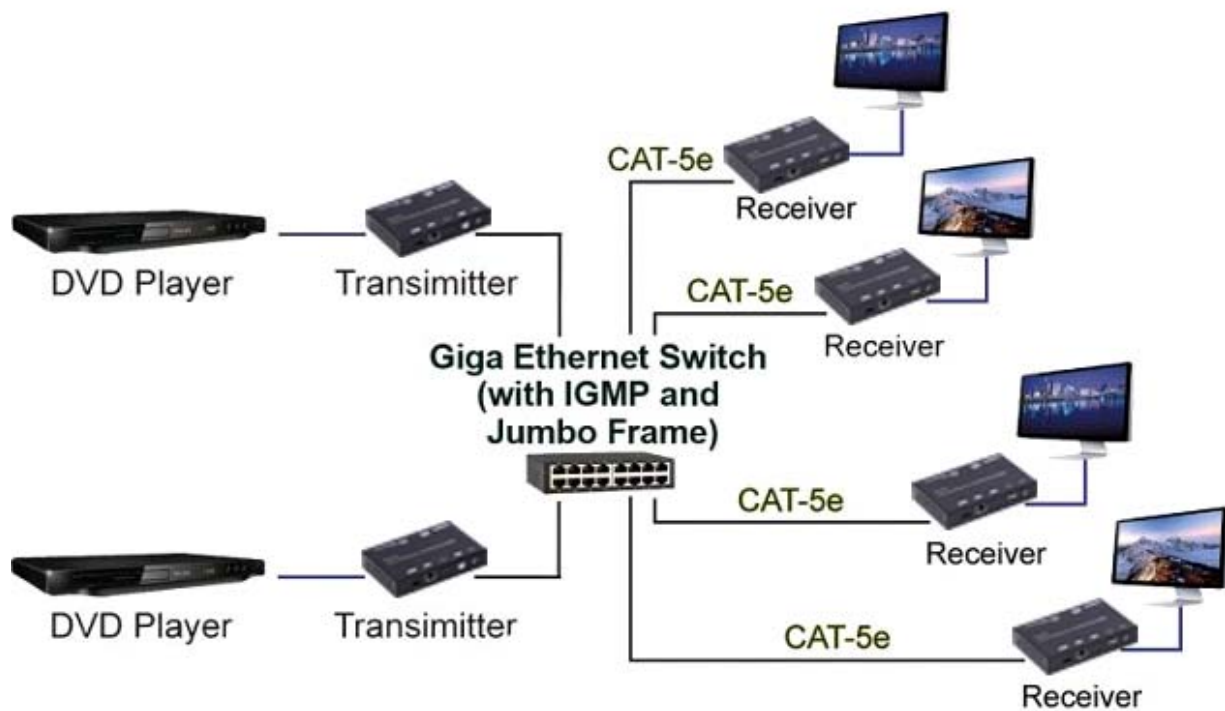 CAT-5e
Receiver
DVD Player
Transimitter
CAT-5e
Receiver
Giga Ethernet Switch
(with IGMP and
Jumbo Frame)
CAT-5e
Receiver
DVD Player
Transimitter
CAT-5e
Receiver